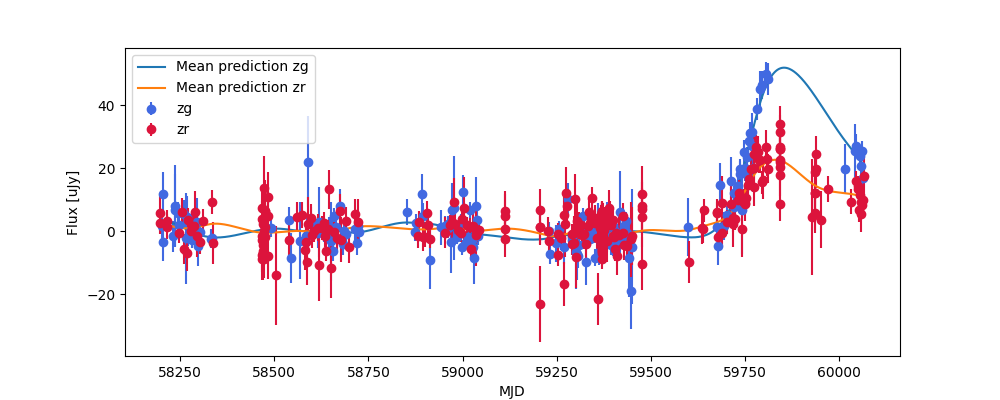 Mean prediction zg
Mean prediction zr
zg
zr
Flux [uJy]
40
20
0
−20
58250
58500
58750
59000
59250
59500
59750
60000
MJD